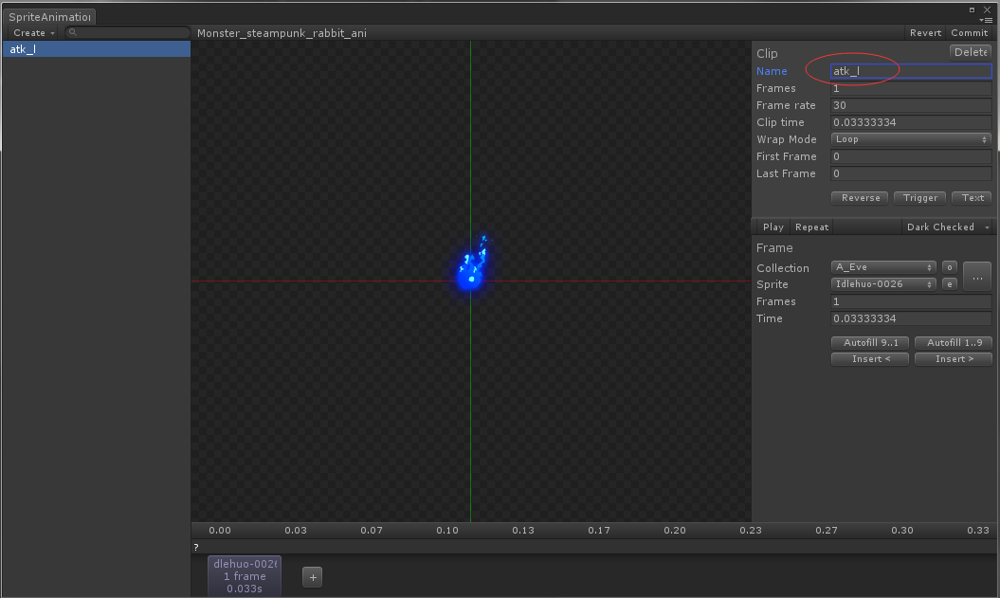 SpriteAnimation
Create
Monster_steampunk_rabbit_ani
Revert
Commit
atk_l
Clip
Delete
Name
atk_l
Frames
1
Frame rate
30
Clip time
0.03333334
Wrap Mode
Loop
First Frame
0
Last Frame
0
Reverse
Trigger
Text
Play
Repeat
Dark Checked
Frame
Collection
A_Eve
o
...
Sprite
Idlehuo-0026
e
Frames
1
Time
0.03333334
Autofill 9..1
Autofill 1..9
Insert <
Insert >
0.00 0.03 0.07 0.10 0.13 0.17 0.20 0.23 0.27 0.30 0.33
?
dlehuo-0026
1 frame
0.033s
+